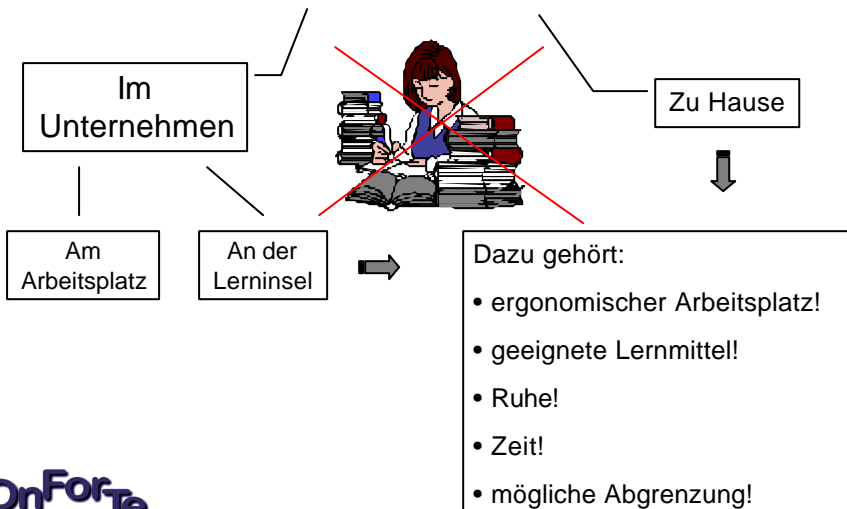 Im
Unternehmen
Zu Hause
Am
Arbeitsplatz
An der
Lerninsel
Dazu gehört:
• ergonomischer Arbeitsplatz!
• geeignete Lernmittel!
• Ruhe!
• Zeit!
• mögliche Abgrenzung!
OnForTe